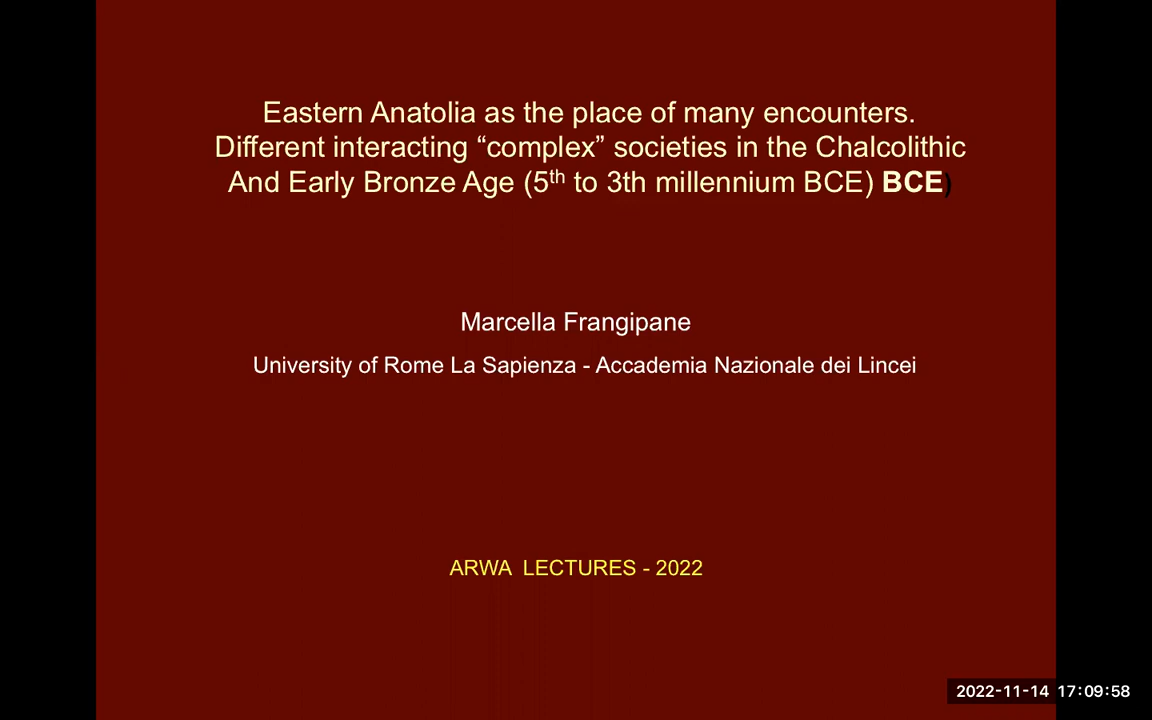 Eastern Anatolia as the place of many encounters.
Different interacting “complex” societies in the Chalcolithic
And Early Bronze Age (5th to 3th millennium BCE) BCE)
Marcella Frangipane
University of Rome La Sapienza - Accademia Nazionale dei Lincei
ARWA LECTURES - 2022
2022-11-14 17:09:58